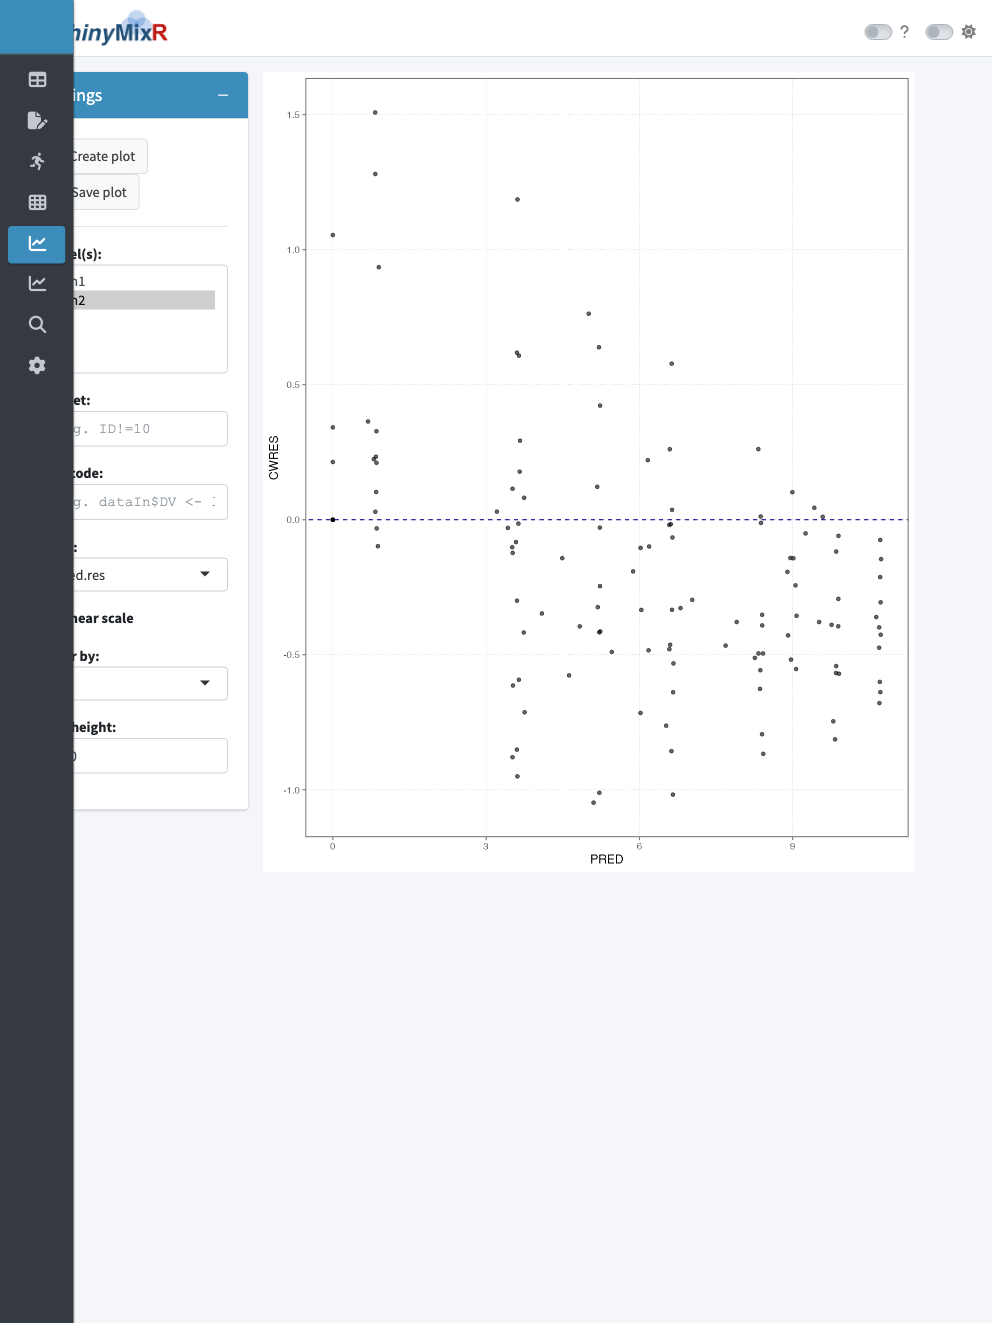 hinyMixR
?
ings
Create plot
Save plot
el(s):
n1
n2
et:
g. ID!=10
code:
g. dataIn$DV <-
:
ed.res
near scale
r by:
height:
0
1.5
1.0
0.5
0.0
-0.5
-1.0
CWRES
0 3 6 9
PRED